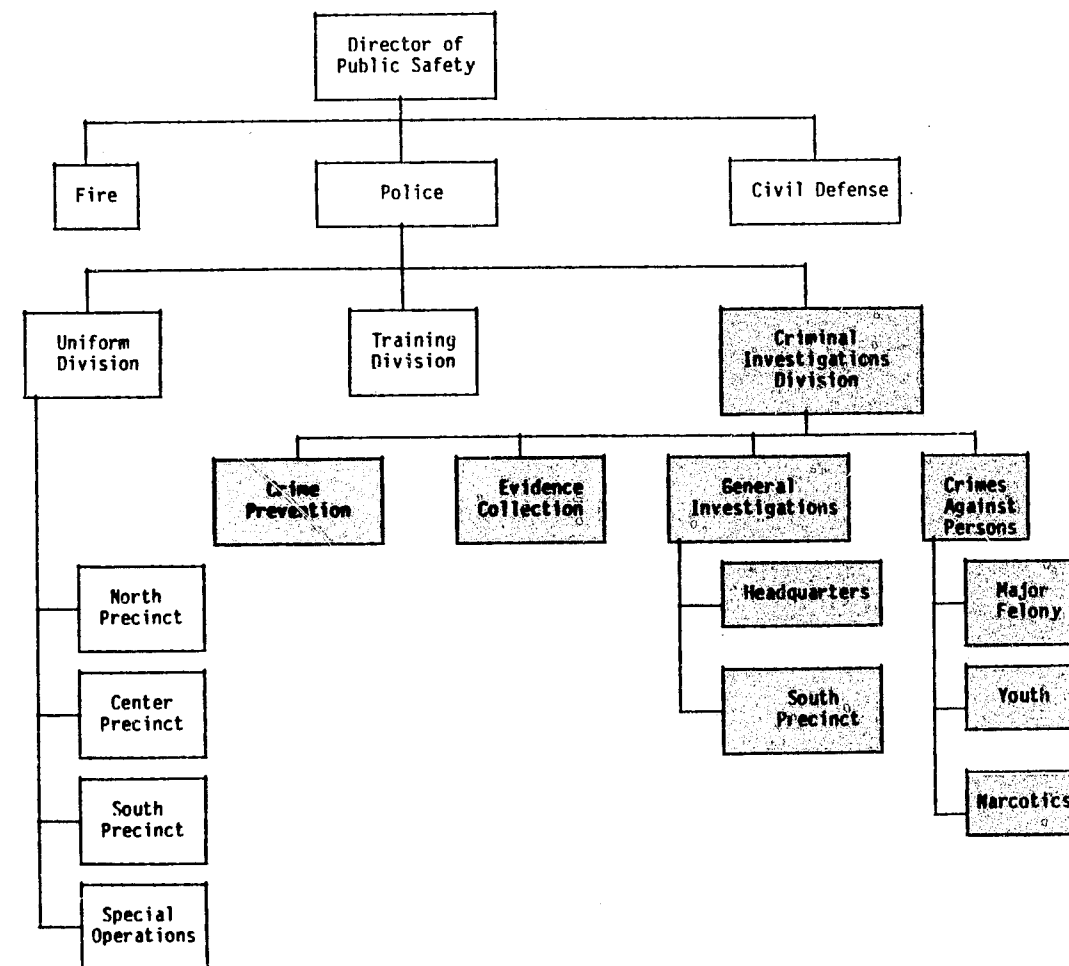 Director of
Public Safety
Fire
Police
Civil Defense
Uniform
Division
Training
Division
Criminal
Investigations
Division
Crime
Prevention
Evidence
Collection
General
Investigations
Crimes
Against
Persons
North
Precinct
Center
Precinct
South
Precinct
Special
Operations
Headquarters
South
Precinct
Major
Felony
Youth
Narcotics